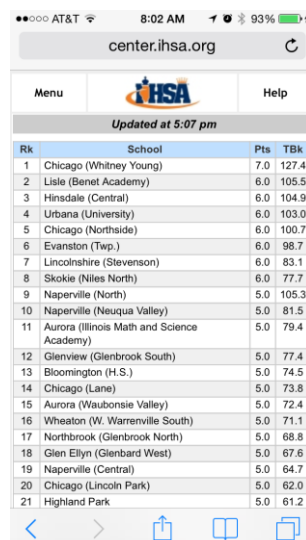 AT&T 8:02 AM 93%
center.ihsa.org
Menu IHSA Help
Updated at 5:07 pm
Rk School Pts TBk
1 Chicago (Whitney Young) 7.0 127.4
2 Lisle (Benet Academy) 6.0 105.5
3 Hinsdale (Central) 6.0 104.9
4 Urbana (University) 6.0 103.0
5 Chicago (Northside) 6.0 100.7
6 Evanston (Twp.) 6.0 98.7
7 Lincolnshire (Stevenson) 6.0 83.1
8 Skokie (Niles North) 6.0 77.7
9 Naperville (North) 5.0 105.3
10 Naperville (Neuqua Valley) 5.0 81.5
11 Aurora (Illinois Math and Science 5.0 79.4
Academy)
12 Glenview (Glenbrook South) 5.0 77.4
13 Bloomington (H.S.) 5.0 74.5
14 Chicago (Lane) 5.0 73.8
15 Aurora (Waubonsie Valley) 5.0 72.4
16 Wheaton (W. Warrenville South) 5.0 71.1
17 Northbrook (Glenbrook North) 5.0 68.8
18 Glen Ellyn (Glenbard West) 5.0 67.6
19 Naperville (Central) 5.0 64.7
20 Chicago (Lincoln Park) 5.0 62.0
21 Highland Park 5.0 61.2